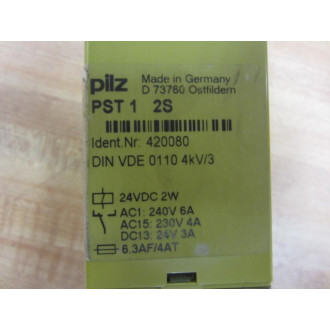 pilz
Made in Germany
D 73760 Ostfildern
PST 1 2S
Ident.Nr: 420080
DIN VDE 0110 4kV/3
24VDC 2W
AC1: 240V 6A
AC15: 230V 4A
DC13: 24V 3A
6.3AF/4AT